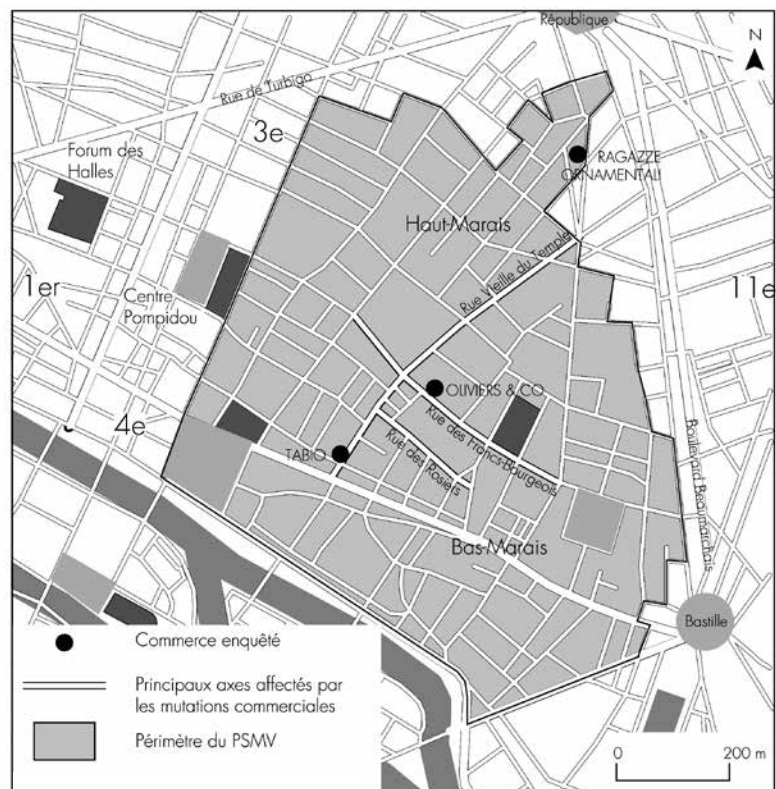 République
N
Rue de Turbigo
3e
Forum des
Halles
RAGAZZE
ORNAMENTALI
Haut-Marais
Rue Vieille du Temple
1er
11e
Centre
Pompidou
OLIVIERS & CO
Rue des Francs-Bourgeois
4e
TABIO
Rue des Rosiers
Boulevard Beaumarchais
Bas-Marais
Bastille
Commerce enquêté
Principaux axes affectés par
les mutations commerciales
Périmètre du PSMV
0 200 m